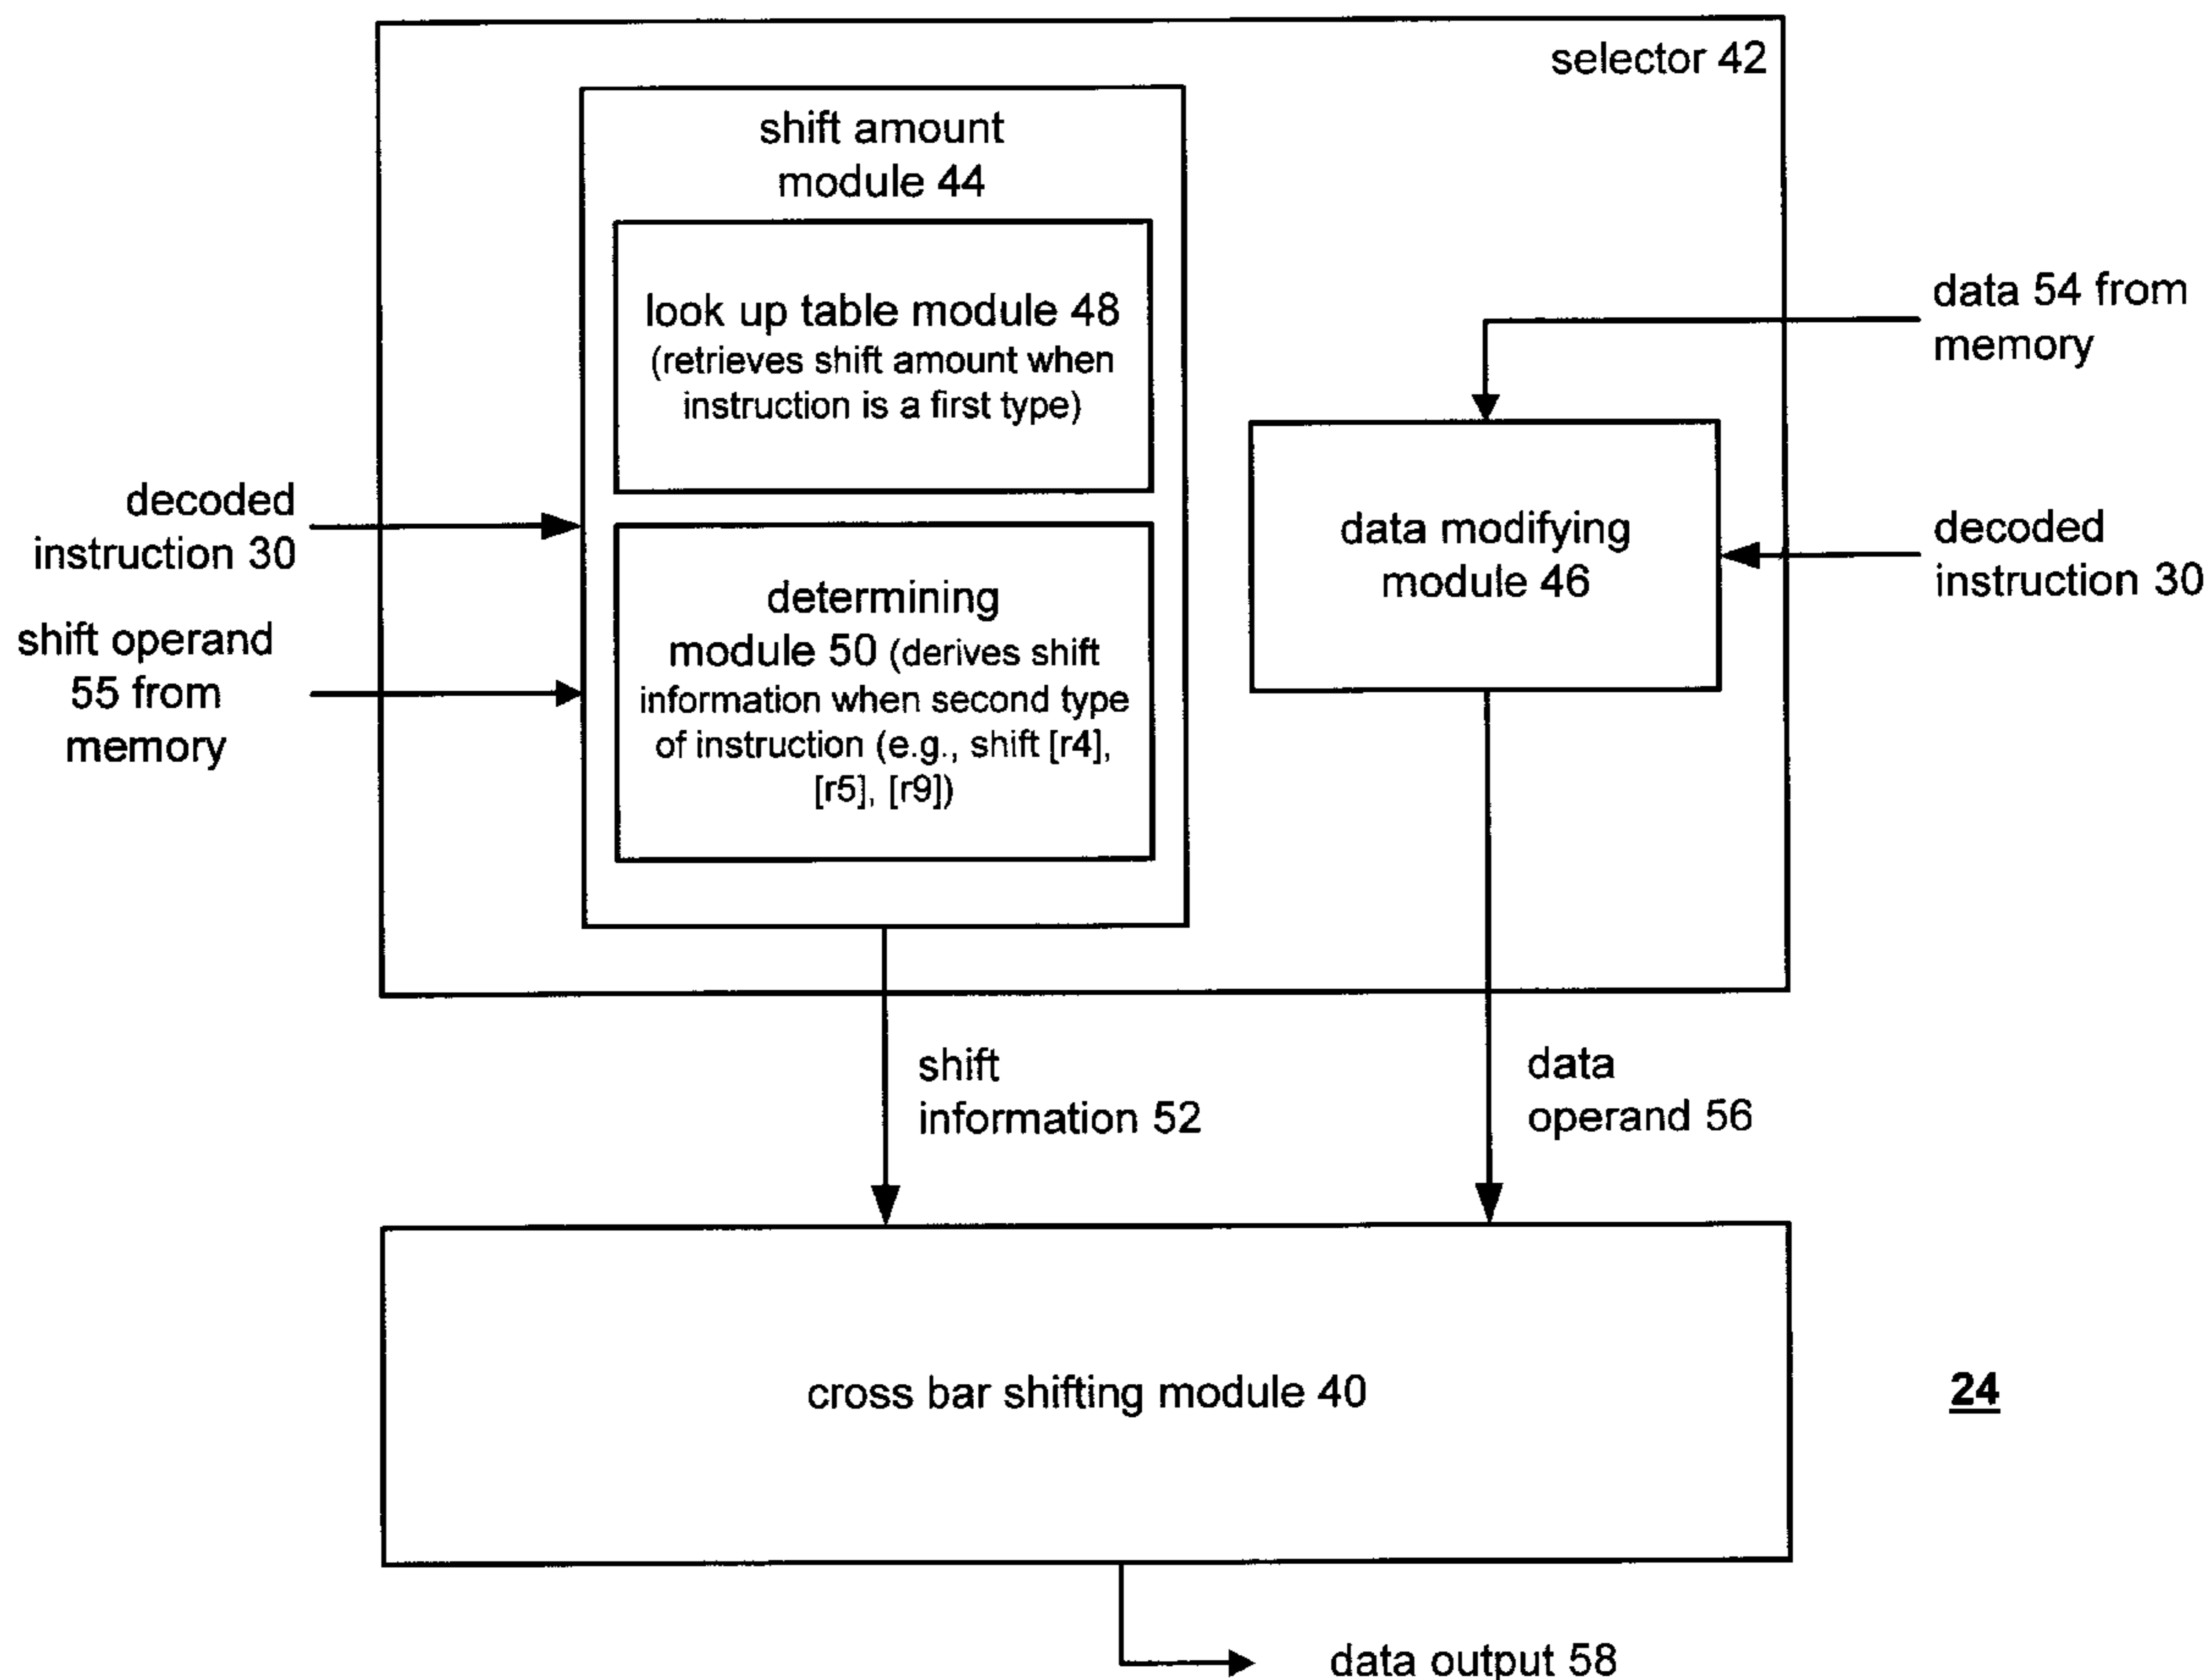 selector 42
shift amount
module 44
look up table module 48
(retrieves shift amount when
instruction is a first type)
decoded
instruction 30
shift operand
55 from
memory
determining
module 50 (derives shift
information when second type
of instruction (e.g., shift [r4],
[r5], [r9])
data 54 from
memory
data modifying
module 46
decoded
instruction 30
shift
information 52
data
operand 56
cross bar shifting module 40
24
data output 58